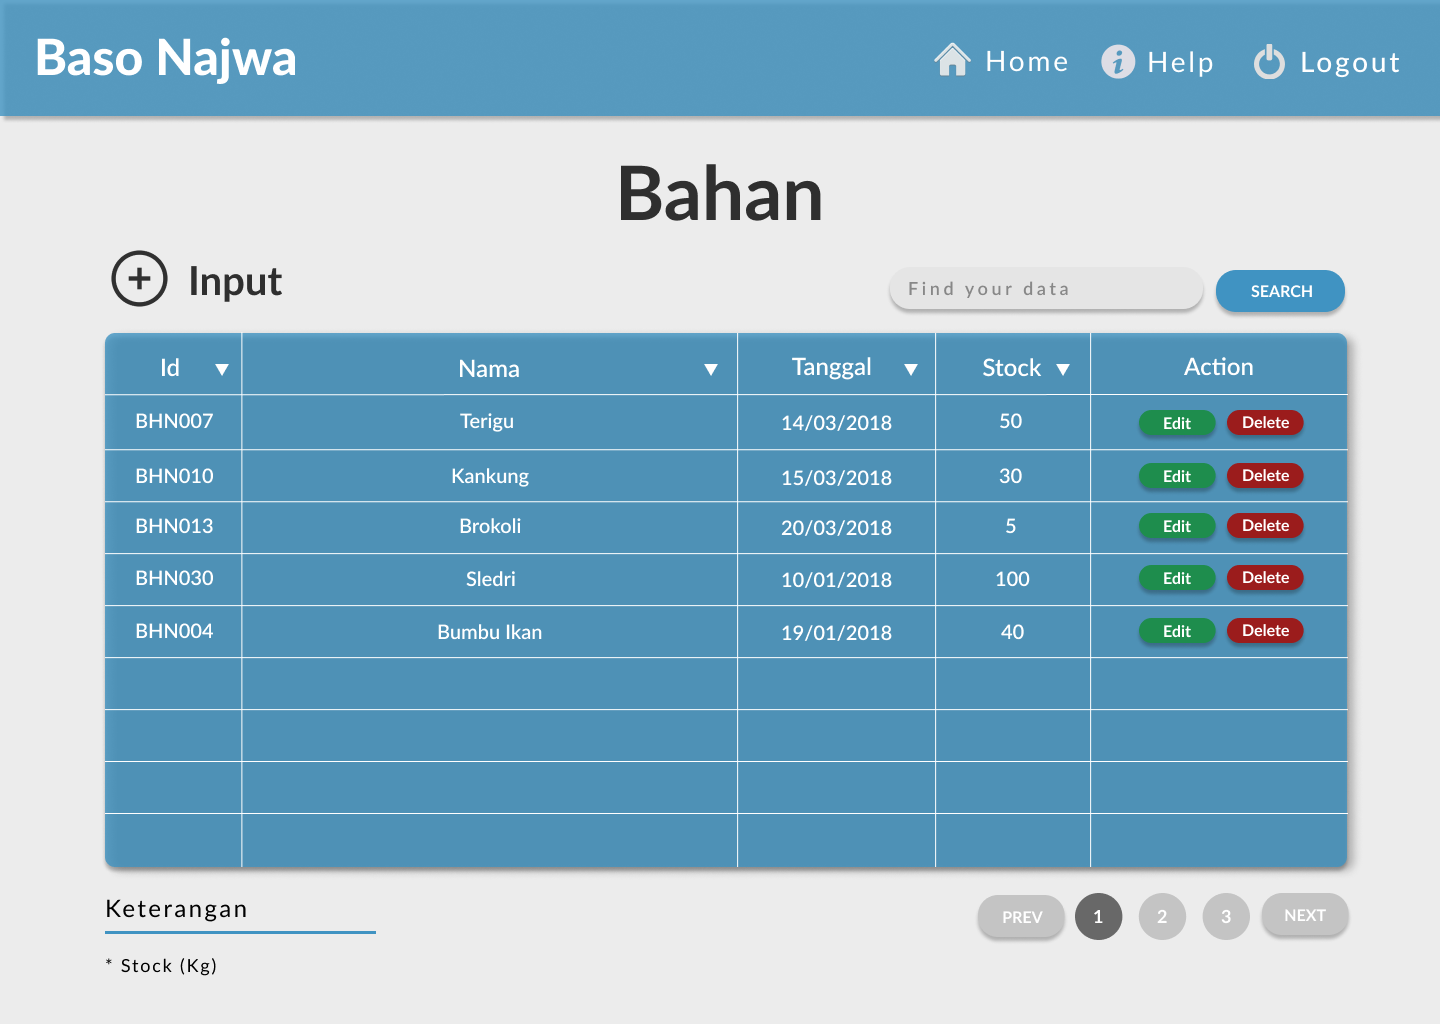 Baso Najwa
Home Help Logout
Bahan
+ Input
Find your data SEARCH
Id ▼ Nama ▼ Tanggal ▼ Stock ▼ Action
BHN007 Terigu 14/03/2018 50 Edit Delete
BHN010 Kankung 15/03/2018 30 Edit Delete
BHN013 Brokoli 20/03/2018 5 Edit Delete
BHN030 Sledri 10/01/2018 100 Edit Delete
BHN004 Bumbu Ikan 19/01/2018 40 Edit Delete
Keterangan
PREV 1 2 3 NEXT
* Stock (Kg)